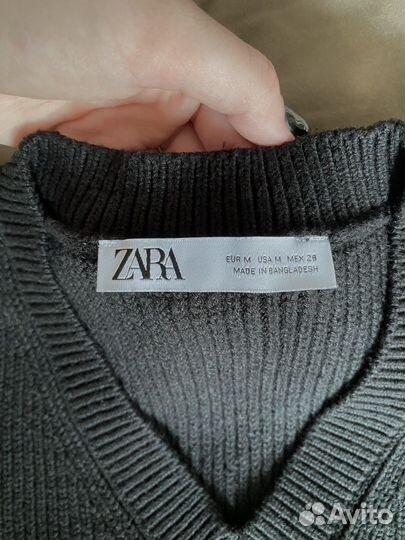 ZARA
EUR M USA M MEX 28
MADE IN BANGLADESH
Avito